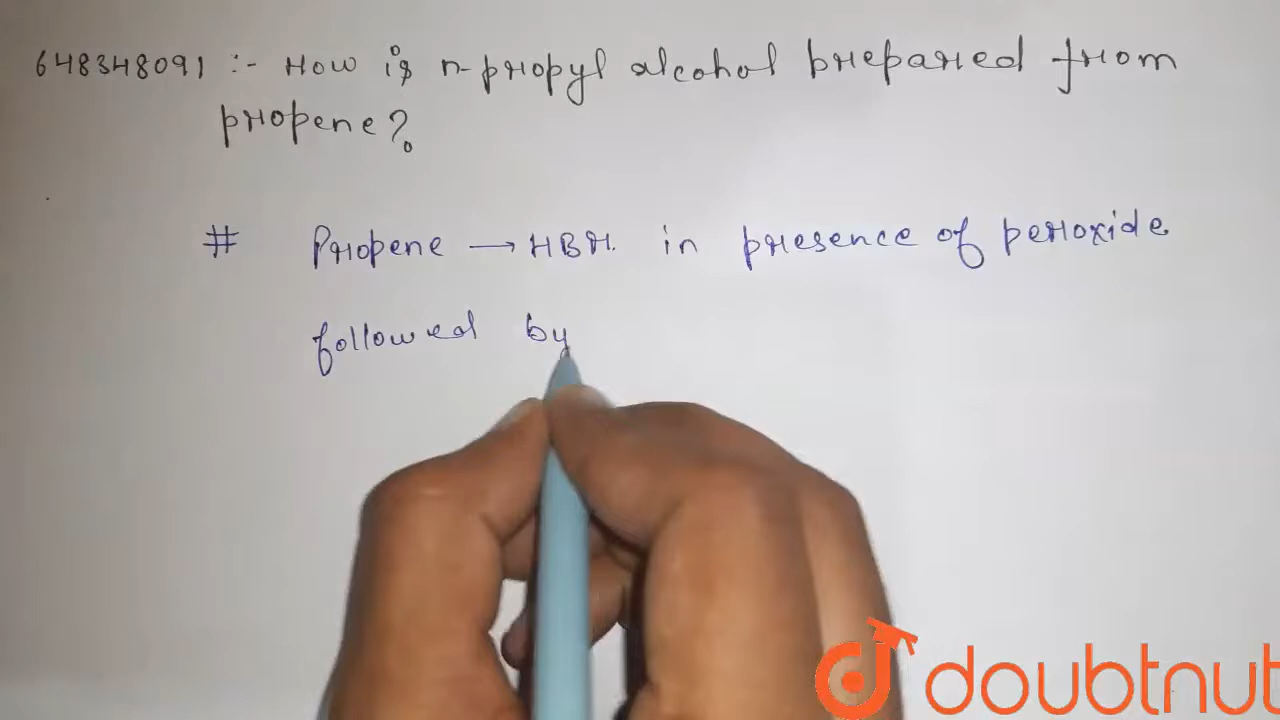 648348091 :- How is n-propyl alcohol prepared from
propene?
# Propene → HBr. in presence of peroxide
followed by
doubtnut